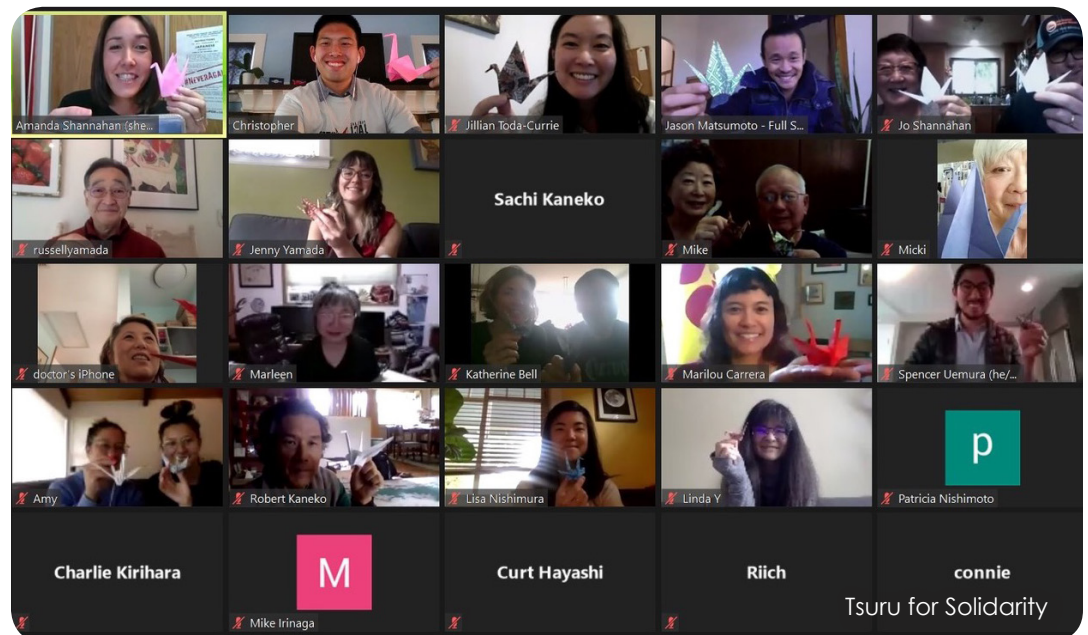 JAPANESE
#NEVERAGAI
Amanda Shannahan (she...
Christopher
Jillian Toda-Currie
Jason Matsumoto - Full S...
Jo Shannahan
russellyamada
Jenny Yamada
Sachi Kaneko
Mike
Micki
doctor's iPhone
Marleen
Katherine Bell
Marilou Carrera
Spencer Uemura (he/...
Amy
Robert Kaneko
Lisa Nishimura
Linda Y
p
Patricia Nishimoto
Charlie Kirihara
M
Mike Irinaga
Curt Hayashi
Riich
connie
Tsuru for Solidarity